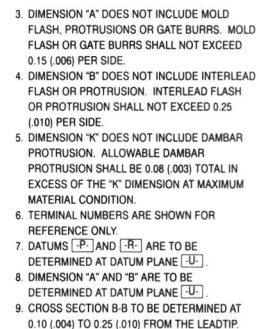 3. DIMENSION "A" DOES NOT INCLUDE MOLD
FLASH, PROTRUSIONS OR GATE BURRS. MOLD
FLASH OR GATE BURRS SHALL NOT EXCEED
0.15 (.006) PER SIDE.
4. DIMENSION "B" DOES NOT INCLUDE INTERLEAD
FLASH OR PROTRUSION. INTERLEAD FLASH
OR PROTRUSION SHALL NOT EXCEED 0.25
(.010) PER SIDE.
5. DIMENSION "K" DOES NOT INCLUDE DAMBAR
PROTRUSION. ALLOWABLE DAMBAR
PROTRUSION SHALL BE 0.08 (.003) TOTAL IN
EXCESS OF THE "K" DIMENSION AT MAXIMUM
MATERIAL CONDITION.
6. TERMINAL NUMBERS ARE SHOWN FOR
REFERENCE ONLY.
7. DATUMS -P- AND -R- ARE TO BE
DETERMINED AT DATUM PLANE -U- .
8. DIMENSION "A" AND "B" ARE TO BE
DETERMINED AT DATUM PLANE -U- .
9. CROSS SECTION B-B TO BE DETERMINED AT
0.10 (.004) TO 0.25 (.010) FROM THE LEADTIP.